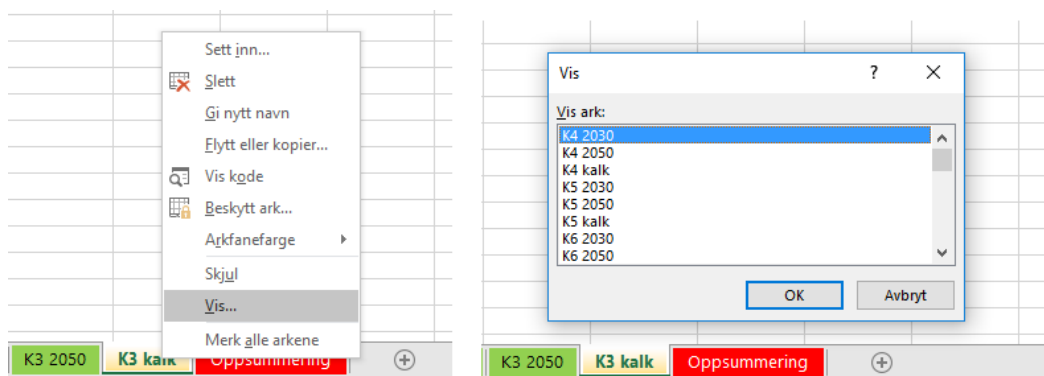 Sett inn...
Slett
Gi nytt navn
Flytt eller kopier...
Vis kode
Beskytt ark...
Arkfanefarge
Skjul
Vis...
Merk alle arkene
K3 2050 K3 kalk Oppsummering
Vis ?
Vis ark:
K4 2030
K4 2050
K4 kalk
K5 2030
K5 2050
K5 kalk
K6 2030
K6 2050
OK Avbryt
K3 2050 K3 kalk Oppsummering